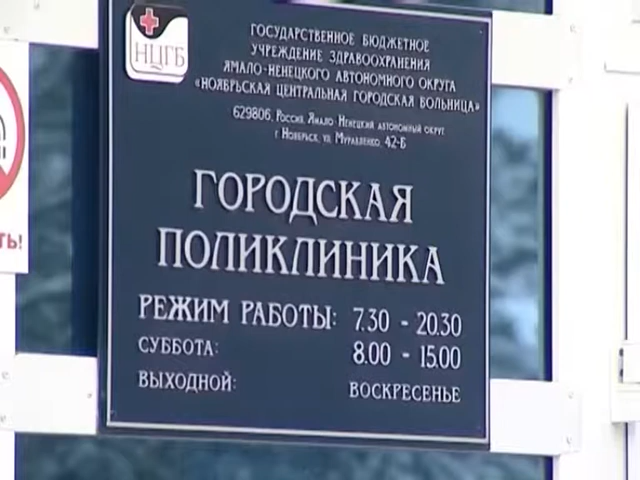 НЦГБ
ГОСУДАРСТВЕННОЕ БЮДЖЕТНОЕ
УЧРЕЖДЕНИЕ ЗДРАВООХРАНЕНИЯ
ЯМАЛО-НЕНЕЦКОГО АВТОНОМНОГО ОКРУГА
«НОЯБРЬСКАЯ ЦЕНТРАЛЬНАЯ ГОРОДСКАЯ БОЛЬНИЦА»
629806, Россия, Ямало-Ненецкий автономный округ
г. Ноябрьск, ул. Муравленко, 42-Б
ГОРОДСКАЯ
ПОЛИКЛИНИКА
РЕЖИМ РАБОТЫ: 7.30 - 20.30
СУББОТА: 8.00 - 15.00
ВЫХОДНОЙ: ВОСКРЕСЕНЬЕ
ТЬ!